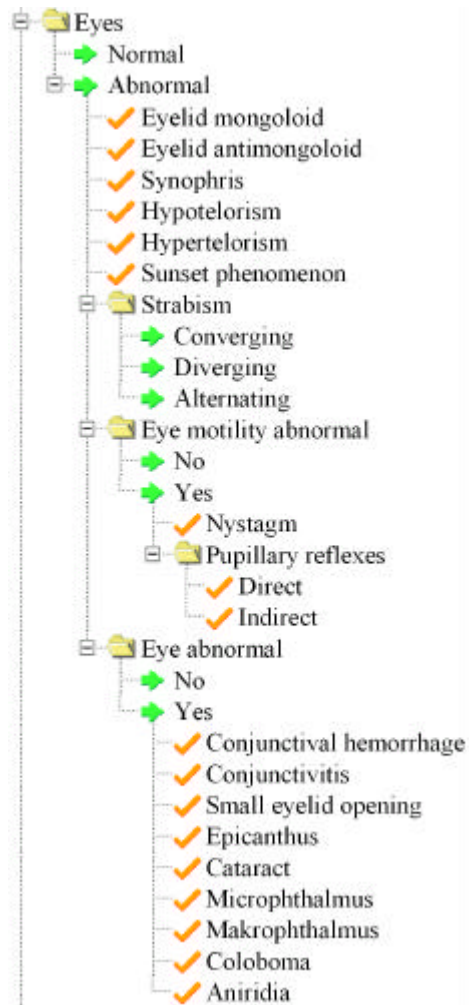 Eyes
Normal
Abnormal
Eyelid mongoloid
Eyelid antimongoloid
Synophris
Hypotelorism
Hypertelorism
Sunset phenomenon
Strabism
Converging
Diverging
Alternating
Eye motility abnormal
No
Yes
Nystagm
Pupillary reflexes
Direct
Indirect
Eye abnormal
No
Yes
Conjunctival hemorrhage
Conjunctivitis
Small eyelid opening
Epicanthus
Cataract
Microphthalmus
Makrophthalmus
Coloboma
Aniridia